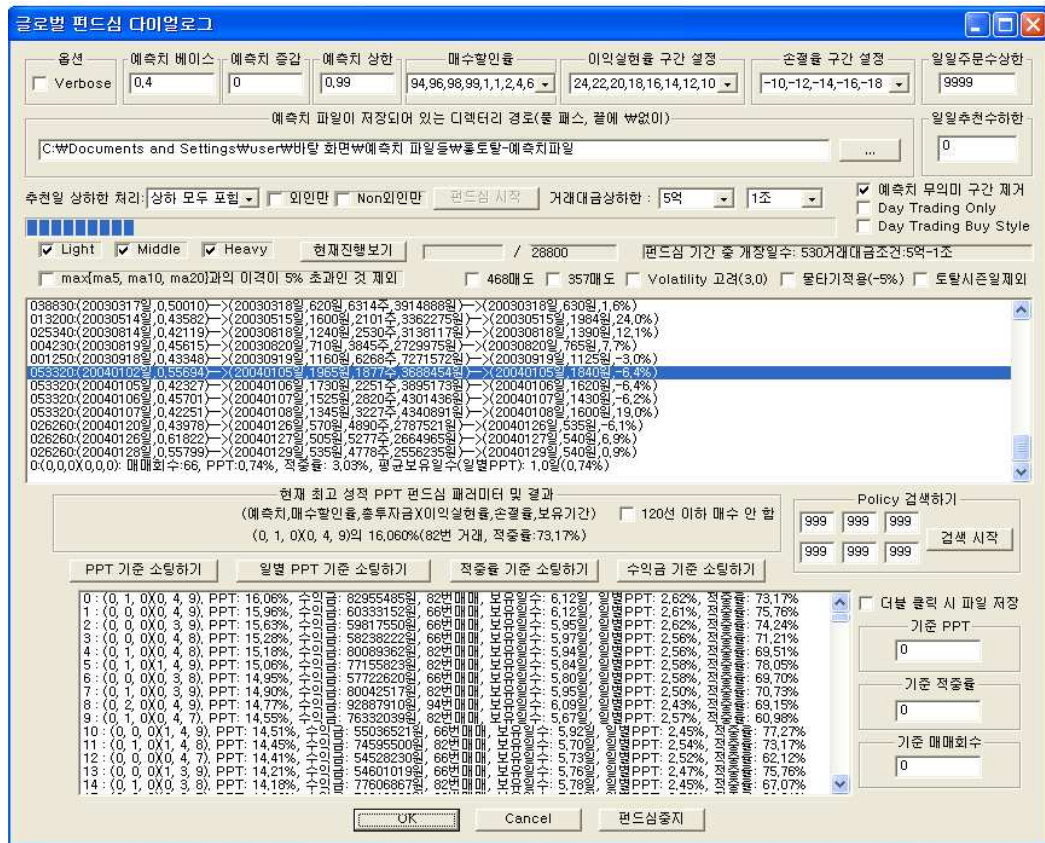 글로벌 펀드심 다이얼로그
옵션 예측치 베이스 예측치 증감 예측치 상한 매수할인율 이익실현율 구간 설정 손절율 구간 설정 일일주문수상한
Verbose 0.4 0 0.99 94,96,98,99,1,1,2,4,6 24,22,20,18,16,14,12,10 -10,-12,-14,-16,-18 9999
예측치 파일이 저장되어 있는 디렉터리 경로(풀 패스, 끝에 ₩없이) 일일추천수하한
C:₩Documents and Settings₩user₩바탕 화면₩예측치 파일들₩홍토탈-예측치파일 ... 0
추천일 상하한 처리: 상하 모두 포함 외인만 Non외인만 펀드심 시작 거래대금상하한 : 5억 1조 예측치 무의미 구간 제거
Day Trading Only
Day Trading Buy Style
Light Middle Heavy 현재진행보기 / 28800 펀드심 기간 중 개장일수: 530거래대금조건:5억-1조
max{ma5, ma10, ma20}과의 이격이 5% 초과인 것 제외 468매도 357매도 Volatility 고려(3,0) 물타기적용(-5%) 토탈시즌일제외
038830:(20030317일,0.50010)->(20030318일,620원,6314주,3914888원)->(20030318일,630원,1.6%)
013200:(20030514일,0.43582)->(20030515일,1600원,2101주,3362275원)->(20030515일,1984원,24.0%)
025340:(20030814일,0.42119)->(20030818일,1240원,2530주,3138117원)->(20030818일,1390원,12.1%)
004230:(20030819일,0.45615)->(20030820일,710원,3845주,2729975원)->(20030820일,765원,7.7%)
001250:(20030918일,0.43348)->(20030919일,1160원,6268주,7271572원)->(20030919일,1125원,-3.0%)
053320:(20040102일,0.55694)->(20040105일,1965원,1877주,3688454원)->(20040105일,1840원,-6.4%)
053320:(20040105일,0.42327)->(20040106일,1730원,2251주,3895173원)->(20040106일,1620원,-6.4%)
053320:(20040106일,0.45701)->(20040107일,1525원,2820주,4301436원)->(20040107일,1430원,-6.2%)
053320:(20040107일,0.42251)->(20040108일,1345원,3227주,4340891원)->(20040108일,1600원,19.0%)
026260:(20040120일,0.43978)->(20040126일,570원,4890주,2787521원)->(20040126일,535원,-6.1%)
026260:(20040126일,0.61822)->(20040127일,505원,5277주,2664965원)->(20040127일,540원,6.9%)
026260:(20040128일,0.55799)->(20040129일,535원,4778주,2556235원)->(20040129일,540원,0.9%)
0:(0,0,0)(0,0,0): 매매회수:66, PPT:0.74%, 적중률: 3.03%, 평균보유일수(일별PPT): 1.0일(0.74%)
현재 최고 성적 PPT 펀드심 패러미터 및 결과 Policy 검색하기
(예측치,매수할인율,총투자금)(이익실현율,손절율,보유기간) 120선 이하 매수 안 함 999 999 999
(0, 1, 0)(0, 4, 9)의 16.060%(82번 거래, 적중률:73.17%) 검색 시작
999 999 999
PPT 기준 소팅하기 일별 PPT 기준 소팅하기 적중률 기준 소팅하기 수익금 기준 소팅하기
0 : (0, 1, 0)(0, 4, 9), PPT: 16.06%, 수익금: 82955485원, 82번매매, 보유일수: 6.12일, 일별PPT: 2.62%, 적중률: 73.17%
1 : (0, 0, 0)(0, 4, 9), PPT: 15.96%, 수익금: 60333152원, 66번매매, 보유일수: 6.12일, 일별PPT: 2.61%, 적중률: 75.76%
2 : (0, 0, 0)(0, 3, 9), PPT: 15.63%, 수익금: 59817550원, 66번매매, 보유일수: 5.95일, 일별PPT: 2.62%, 적중률: 74.24%
3 : (0, 0, 0)(0, 4, 8), PPT: 15.28%, 수익금: 58238222원, 66번매매, 보유일수: 5.97일, 일별PPT: 2.56%, 적중률: 71.21%
4 : (0, 1, 0)(0, 4, 8), PPT: 15.18%, 수익금: 80089362원, 82번매매, 보유일수: 5.94일, 일별PPT: 2.56%, 적중률: 69.51%
5 : (0, 1, 0)(1, 4, 9), PPT: 15.06%, 수익금: 77155823원, 82번매매, 보유일수: 5.84일, 일별PPT: 2.58%, 적중률: 78.05%
6 : (0, 0, 0)(0, 3, 8), PPT: 14.95%, 수익금: 57722620원, 66번매매, 보유일수: 5.80일, 일별PPT: 2.58%, 적중률: 69.70%
7 : (0, 1, 0)(0, 3, 9), PPT: 14.90%, 수익금: 80042517원, 82번매매, 보유일수: 5.95일, 일별PPT: 2.50%, 적중률: 70.73%
8 : (0, 2, 0)(0, 4, 9), PPT: 14.77%, 수익금: 92887910원, 94번매매, 보유일수: 6.09일, 일별PPT: 2.43%, 적중률: 69.15%
9 : (0, 1, 0)(0, 4, 7), PPT: 14.55%, 수익금: 76332039원, 82번매매, 보유일수: 5.67일, 일별PPT: 2.57%, 적중률: 60.98%
10 : (0, 0, 0)(1, 4, 9), PPT: 14.51%, 수익금: 55036521원, 66번매매, 보유일수: 5.92일, 일별PPT: 2.45%, 적중률: 77.27%
11 : (0, 1, 0)(1, 4, 8), PPT: 14.45%, 수익금: 74595500원, 82번매매, 보유일수: 5.70일, 일별PPT: 2.54%, 적중률: 73.17%
12 : (0, 0, 0)(0, 4, 7), PPT: 14.41%, 수익금: 54528230원, 66번매매, 보유일수: 5.73일, 일별PPT: 2.52%, 적중률: 62.12%
13 : (0, 0, 0)(1, 3, 9), PPT: 14.21%, 수익금: 54601019원, 66번매매, 보유일수: 5.76일, 일별PPT: 2.47%, 적중률: 75.76%
14 : (0, 1, 0)(0, 3, 8), PPT: 14.18%, 수익금: 77606867원, 82번매매, 보유일수: 5.78일, 일별PPT: 2.45%, 적중률: 67.07%
더블 클릭 시 파일 저장
기준 PPT
0
기준 적중율
0
기준 매매회수
0
OK Cancel 펀드심중지